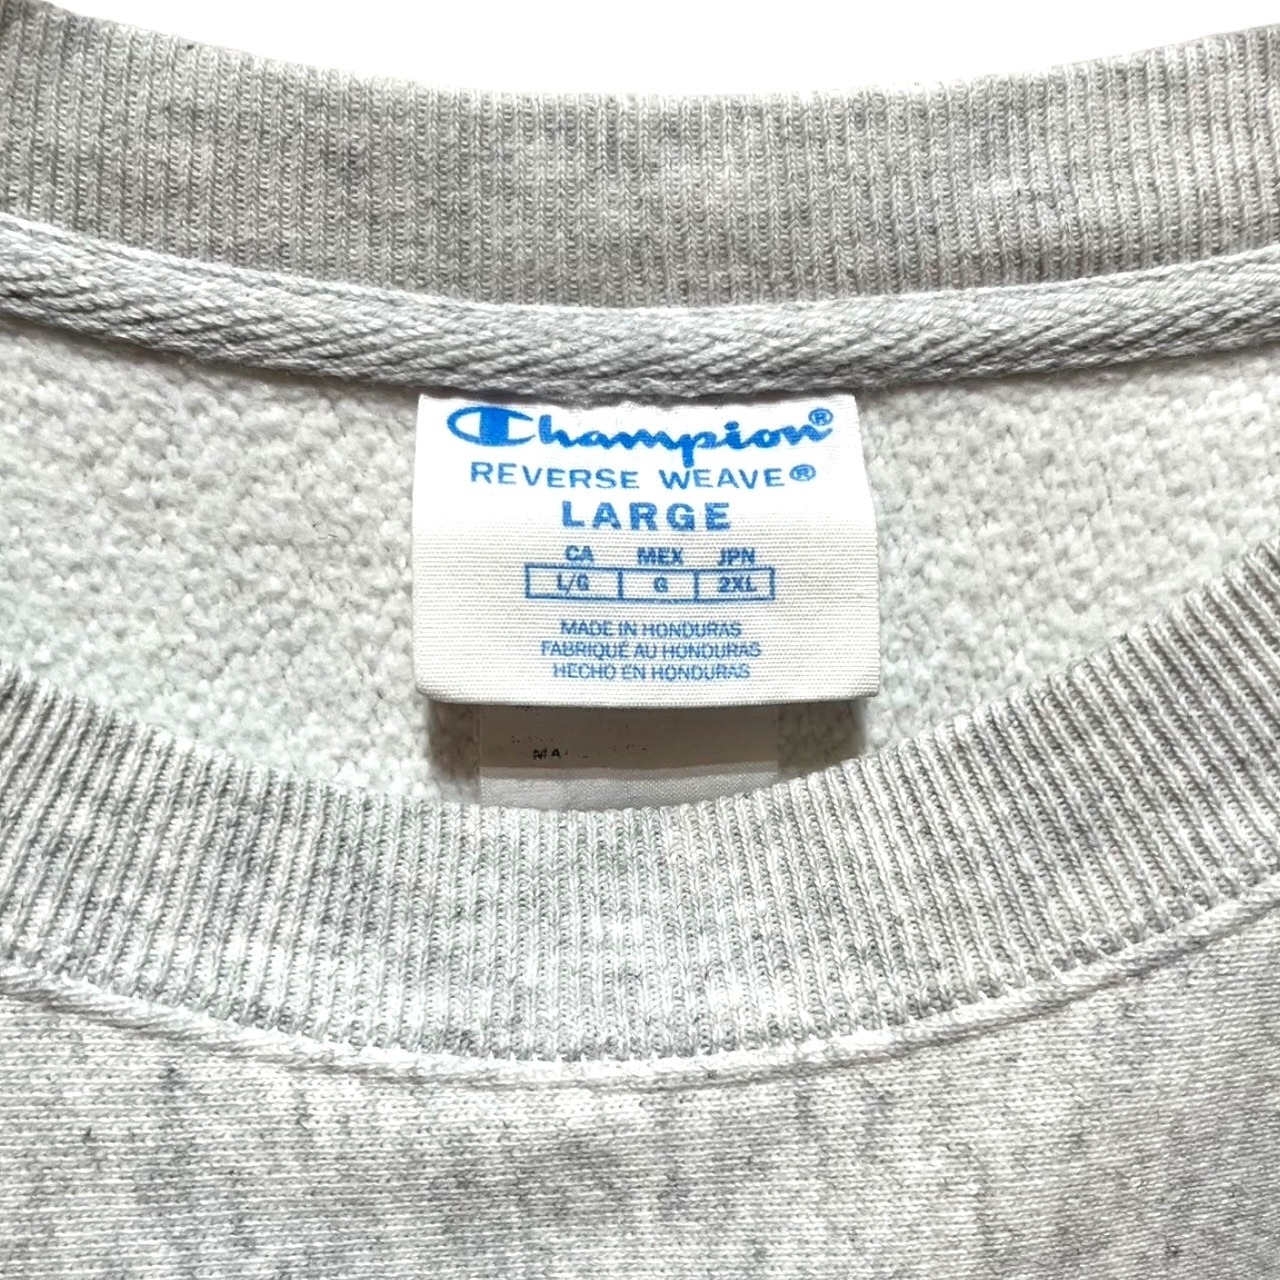 Champion®
REVERSE WEAVE®
LARGE
CA MEX JPN
L/G G 2XL
MADE IN HONDURAS
FABRIQUÉ AU HONDURAS
HECHO EN HONDURAS